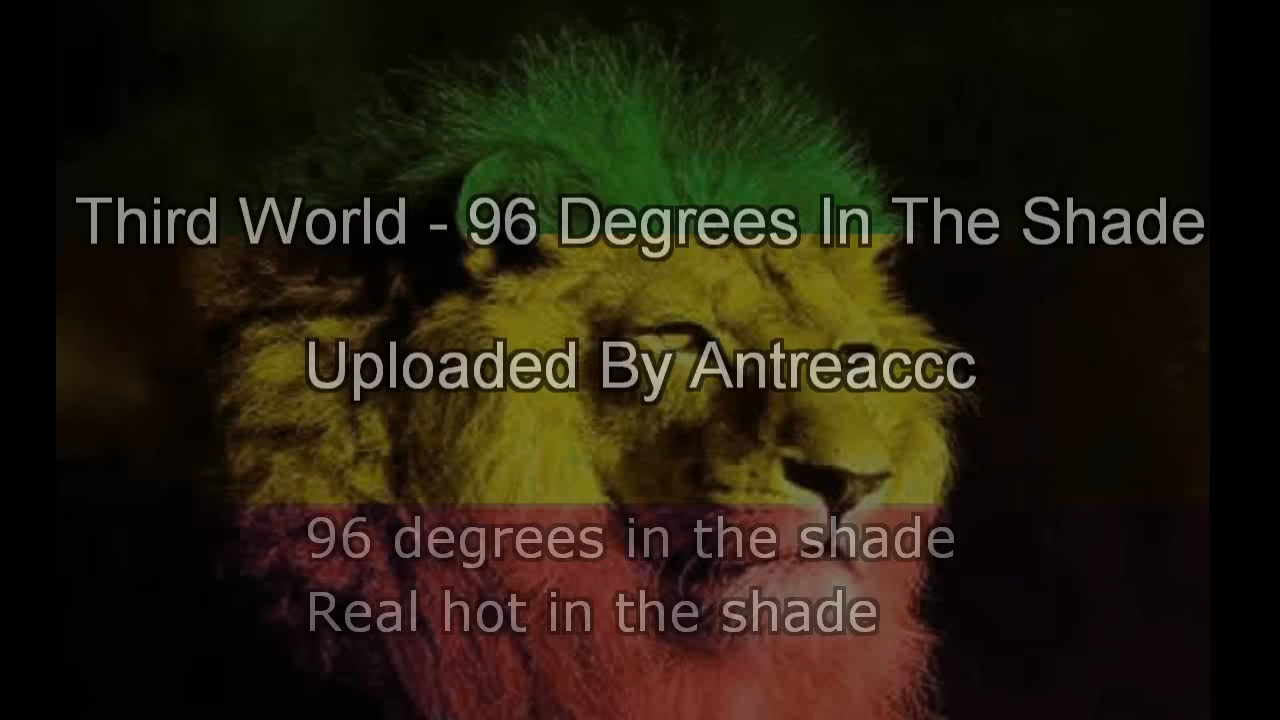 Third World - 96 Degrees In The Shade
Uploaded By Antreaccc
96 degrees in the shade
Real hot in the shade